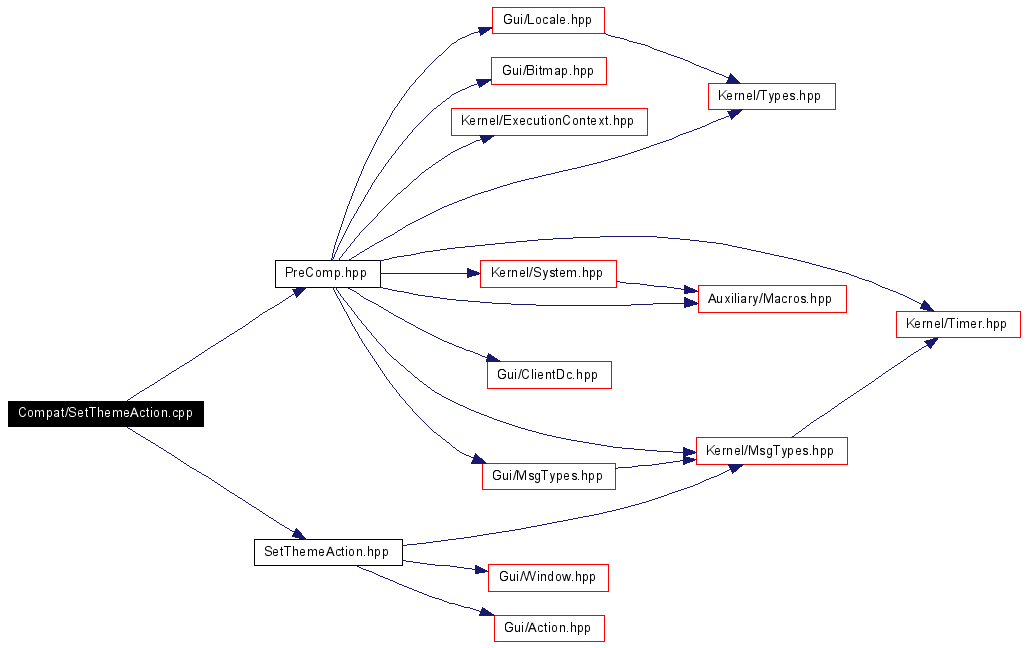 Gui/Locale.hpp
Gui/Bitmap.hpp
Kernel/Types.hpp
Kernel/ExecutionContext.hpp
PreComp.hpp
Kernel/System.hpp
Auxiliary/Macros.hpp
Kernel/Timer.hpp
Gui/ClientDc.hpp
Compat/SetThemeAction.cpp
Kernel/MsgTypes.hpp
Gui/MsgTypes.hpp
SetThemeAction.hpp
Gui/Window.hpp
Gui/Action.hpp